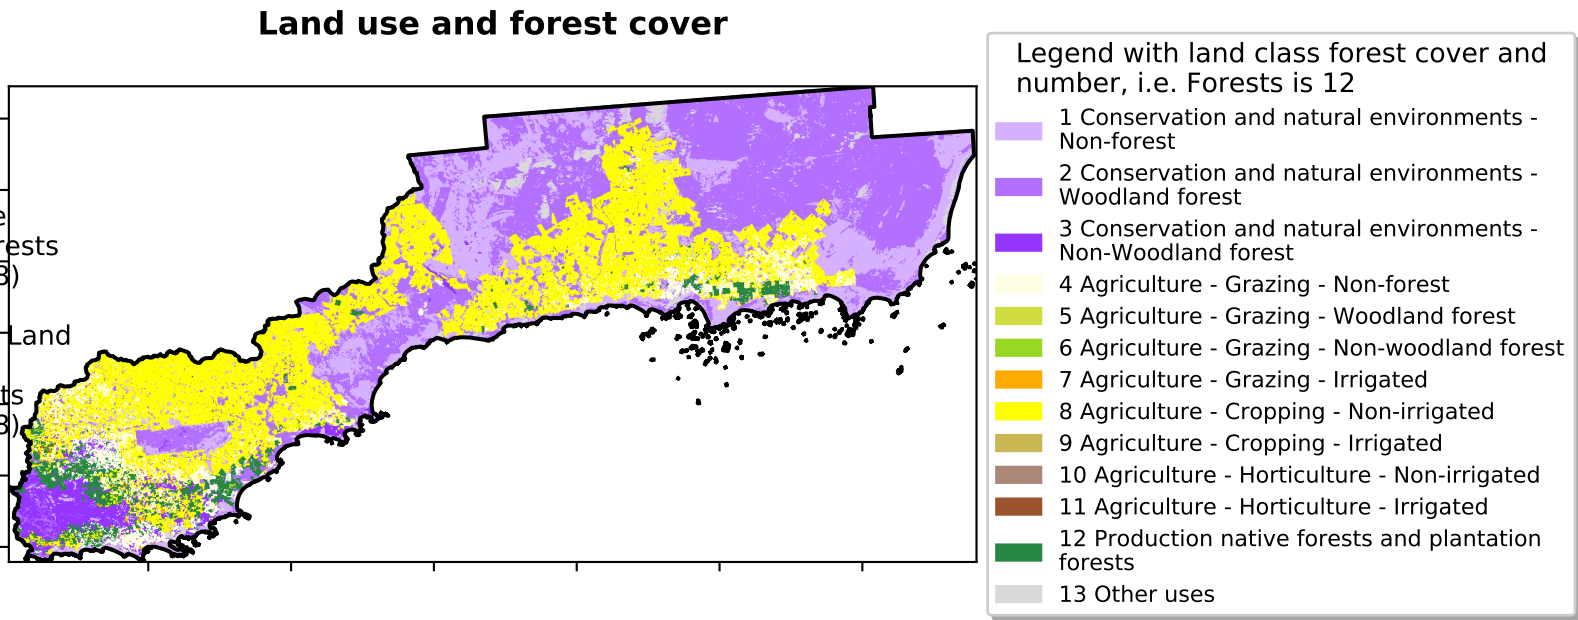 Land use and forest cover
Legend with land class forest cover and
number, i.e. Forests is 12
1 Conservation and natural environments -
Non-forest
2 Conservation and natural environments -
Woodland forest
3 Conservation and natural environments -
Non-Woodland forest
4 Agriculture - Grazing - Non-forest
5 Agriculture - Grazing - Woodland forest
6 Agriculture - Grazing - Non-woodland forest
7 Agriculture - Grazing - Irrigated
8 Agriculture - Cropping - Non-irrigated
9 Agriculture - Cropping - Irrigated
10 Agriculture - Horticulture - Non-irrigated
11 Agriculture - Horticulture - Irrigated
12 Production native forests and plantation
forests
13 Other uses
Land